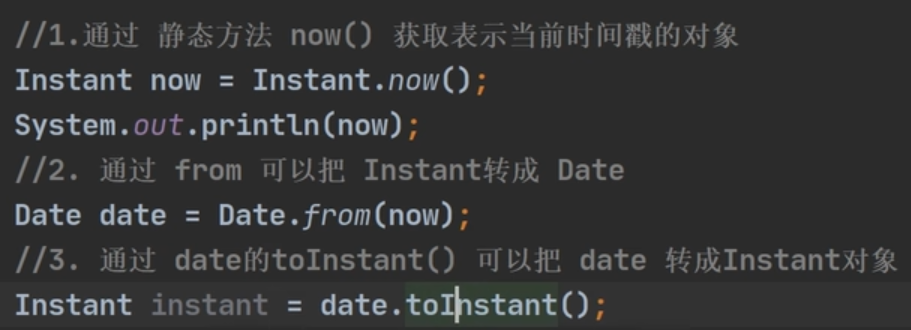 //1.通过 静态方法 now() 获取表示当前时间戳的对象
Instant now = Instant.now();
System.out.println(now);
//2. 通过 from 可以把 Instant转成 Date
Date date = Date.from(now);
//3. 通过 date的toInstant() 可以把 date 转成Instant对象
Instant instant = date.toInstant();